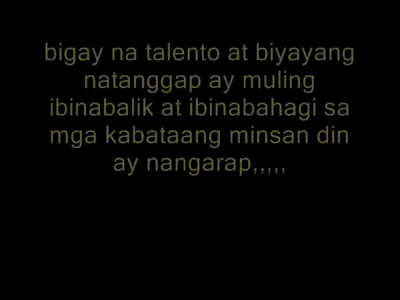 bigay na talento at biyayang
natanggap ay muling
ibinabalik at ibinabahagi sa
mga kabataang minsan din
ay nangarap,,,,,